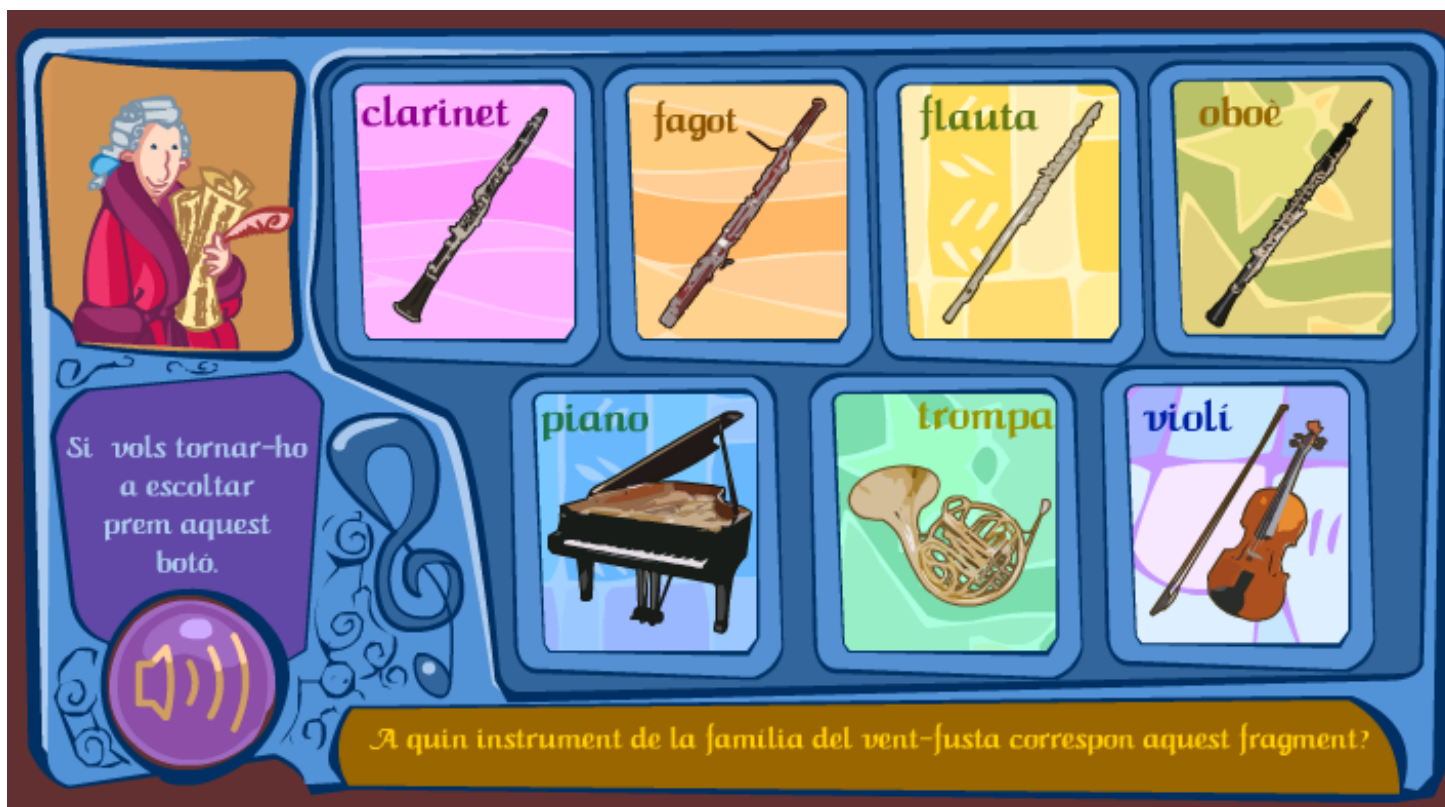 clarinet
fagot
flauta
oboè
piano
trompa
violí
Si vols tornar-ho
a escoltar
prem aquest
botó.
A quin instrument de la família del vent-fusta correspon aquest fragment?